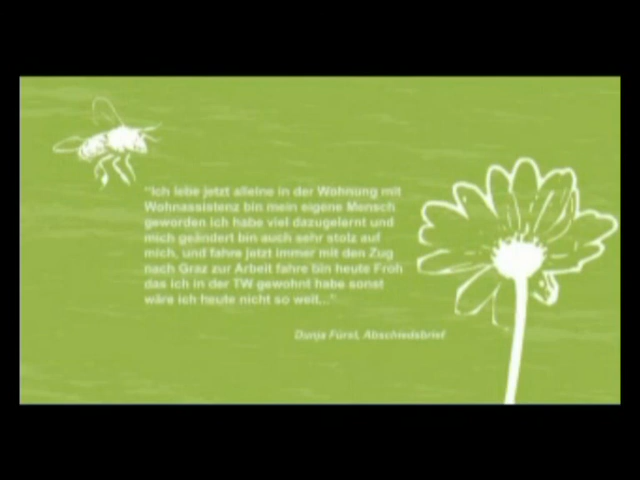 "Ich lebe jetzt alleine in der Wohnung mit
Wohnassistenz bin mein eigene Mensch
geworden ich habe viel dazugelernt und
mich geändert bin auch sehr stolz auf
mich, und fahre jetzt immer mit den Zug
nach Graz zur Arbeit fahre bin heute Froh
das ich in der TW gewohnt habe sonst
wäre ich heute nicht so weit..."
Dunja Fürst, Abschiedsbrief